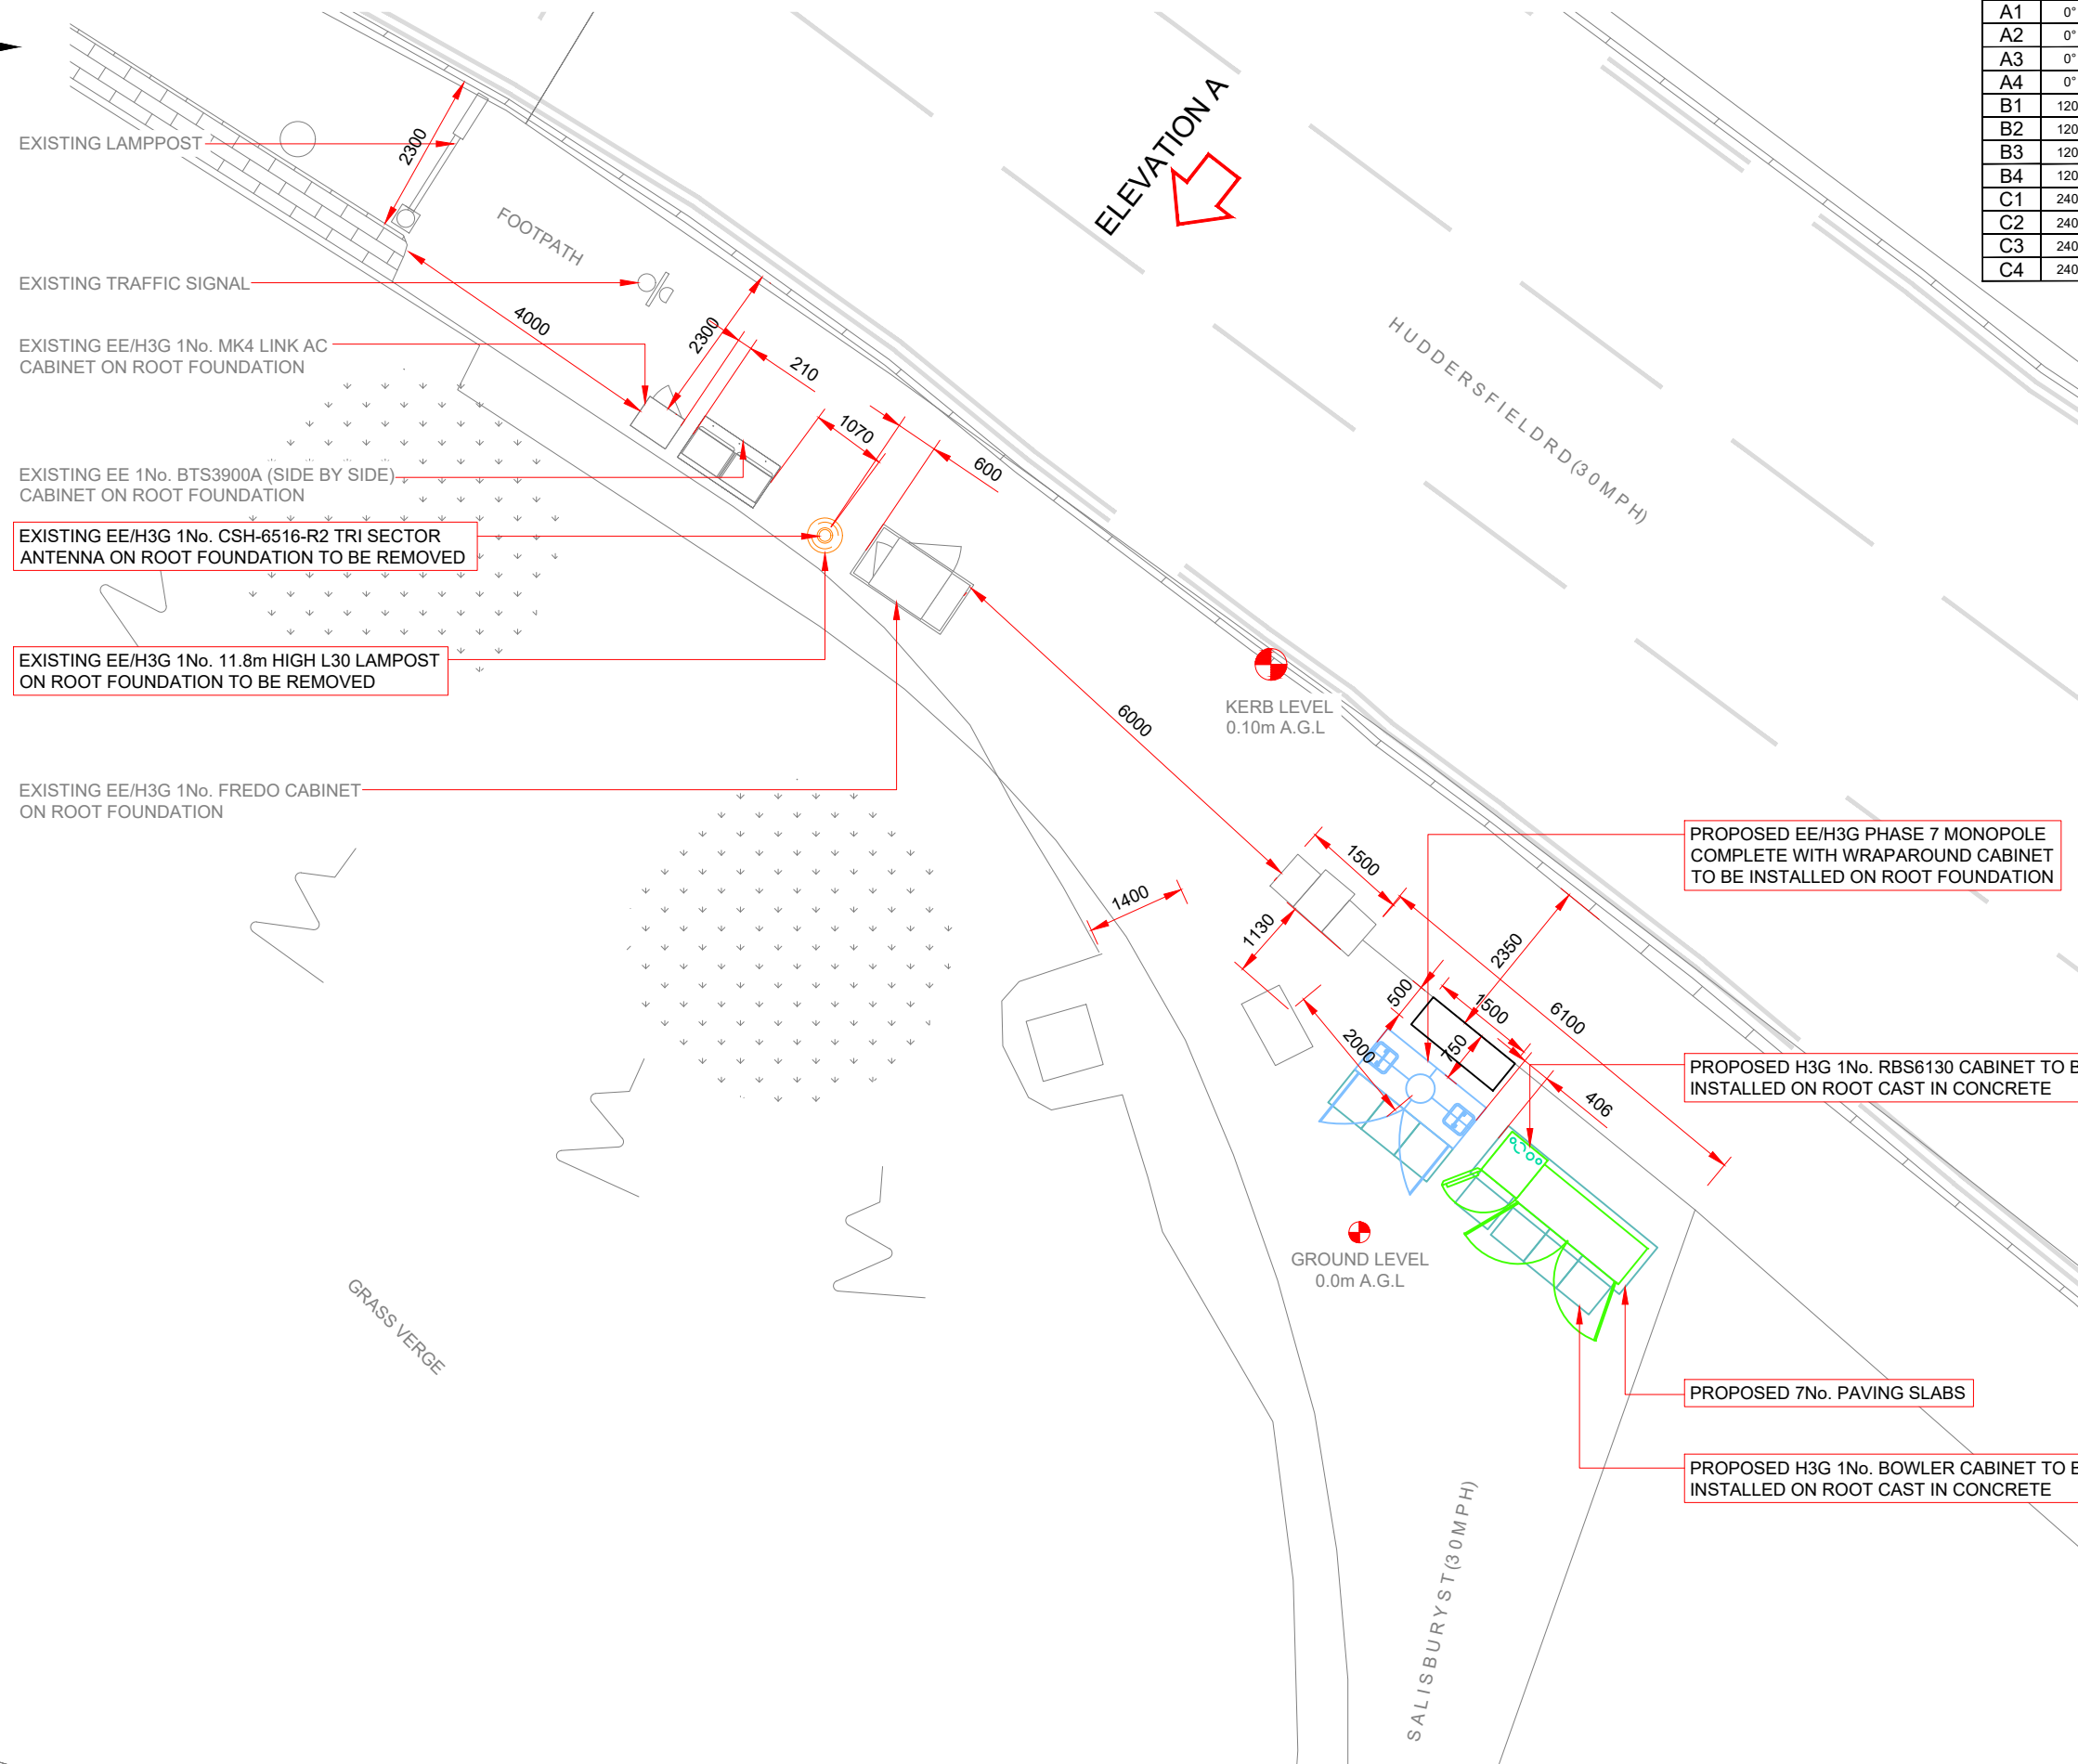 A1 0°
A2 0°
A3 0°
A4 0°
B1 120
B2 120
B3 120
B4 120
C1 240
C2 240
C3 240
C4 240
ELEVATION A
EXISTING LAMPPOST
2300
FOOTPATH
EXISTING TRAFFIC SIGNAL
4000
2300
210
EXISTING EE/H3G 1No. MK4 LINK AC
CABINET ON ROOT FOUNDATION
HUDDERSFIELD RD (30MPH)
1070
600
EXISTING EE 1No. BTS3900A (SIDE BY SIDE)
CABINET ON ROOT FOUNDATION
EXISTING EE/H3G 1No. CSH-6516-R2 TRI SECTOR
ANTENNA ON ROOT FOUNDATION TO BE REMOVED
EXISTING EE/H3G 1No. 11.8m HIGH L30 LAMPOST
ON ROOT FOUNDATION TO BE REMOVED
6000
KERB LEVEL
0.10m A.G.L
EXISTING EE/H3G 1No. FREDO CABINET
ON ROOT FOUNDATION
PROPOSED EE/H3G PHASE 7 MONOPOLE
COMPLETE WITH WRAPAROUND CABINET
TO BE INSTALLED ON ROOT FOUNDATION
1500
1400
1130
2350
500
1500
6100
2000
750
PROPOSED H3G 1No. RBS6130 CABINET TO B
INSTALLED ON ROOT CAST IN CONCRETE
406
GROUND LEVEL
0.0m A.G.L
GRASS VERGE
PROPOSED 7No. PAVING SLABS
PROPOSED H3G 1No. BOWLER CABINET TO B
INSTALLED ON ROOT CAST IN CONCRETE
SALISBURY ST (30MPH)